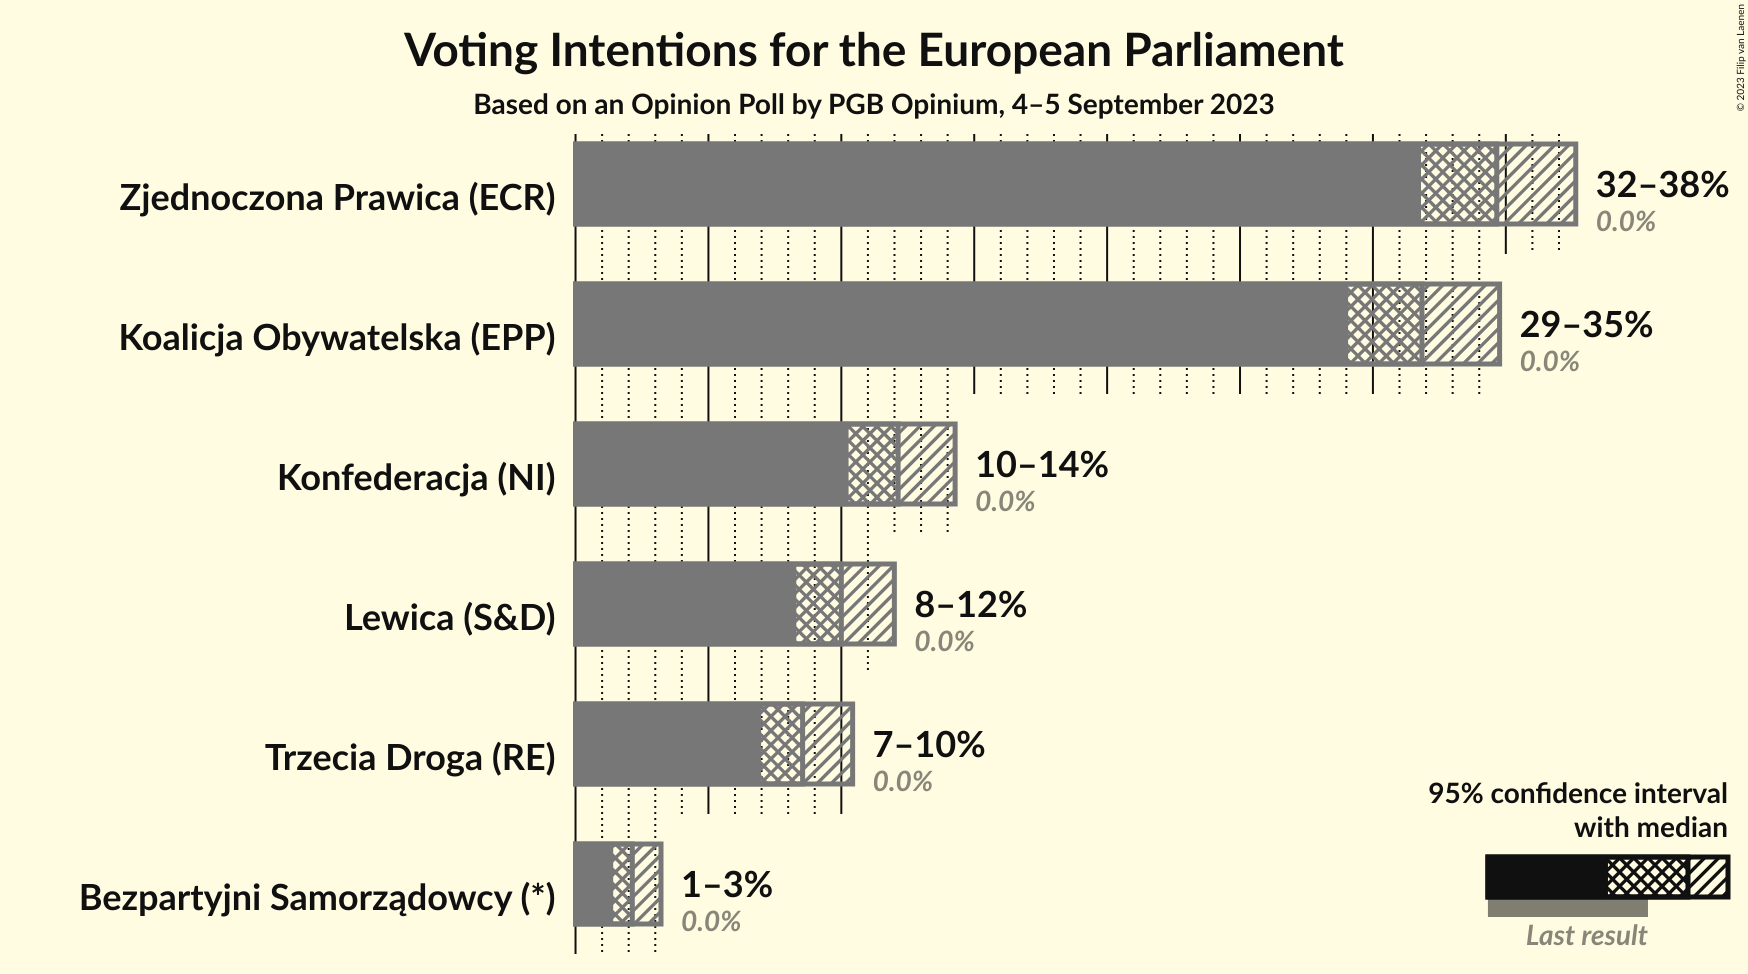 Voting Intentions for the European Parliament
Based on an Opinion Poll by PGB Opinium, 4–5 September 2023
© 2023 Filip van Laenen
Zjednoczona Prawica (ECR)
32–38%
0.0%
Koalicja Obywatelska (EPP)
29–35%
0.0%
Konfederacja (NI)
10–14%
0.0%
Lewica (S&D)
8–12%
0.0%
Trzecia Droga (RE)
7–10%
0.0%
Bezpartyjni Samorządowcy (*)
1–3%
0.0%
95% confidence interval
with median
Last result